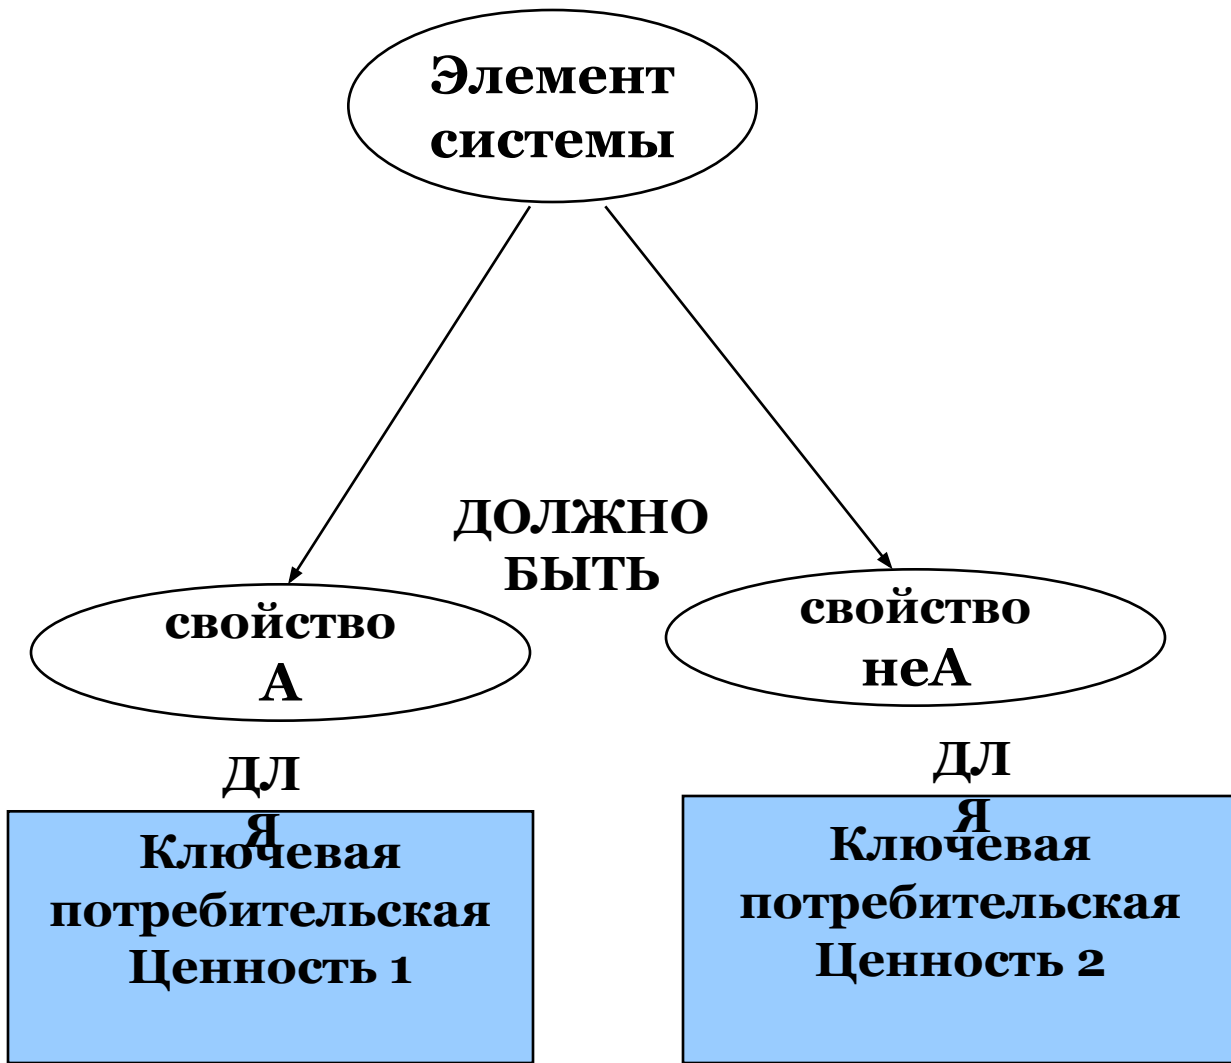 Элемент
системы
ДОЛЖНО
БЫТЬ
свойство
А
свойство
неА
ДЛ
Я
Ключевая
потребительская
Ценность 1
ДЛ
Я
Ключевая
потребительская
Ценность 2